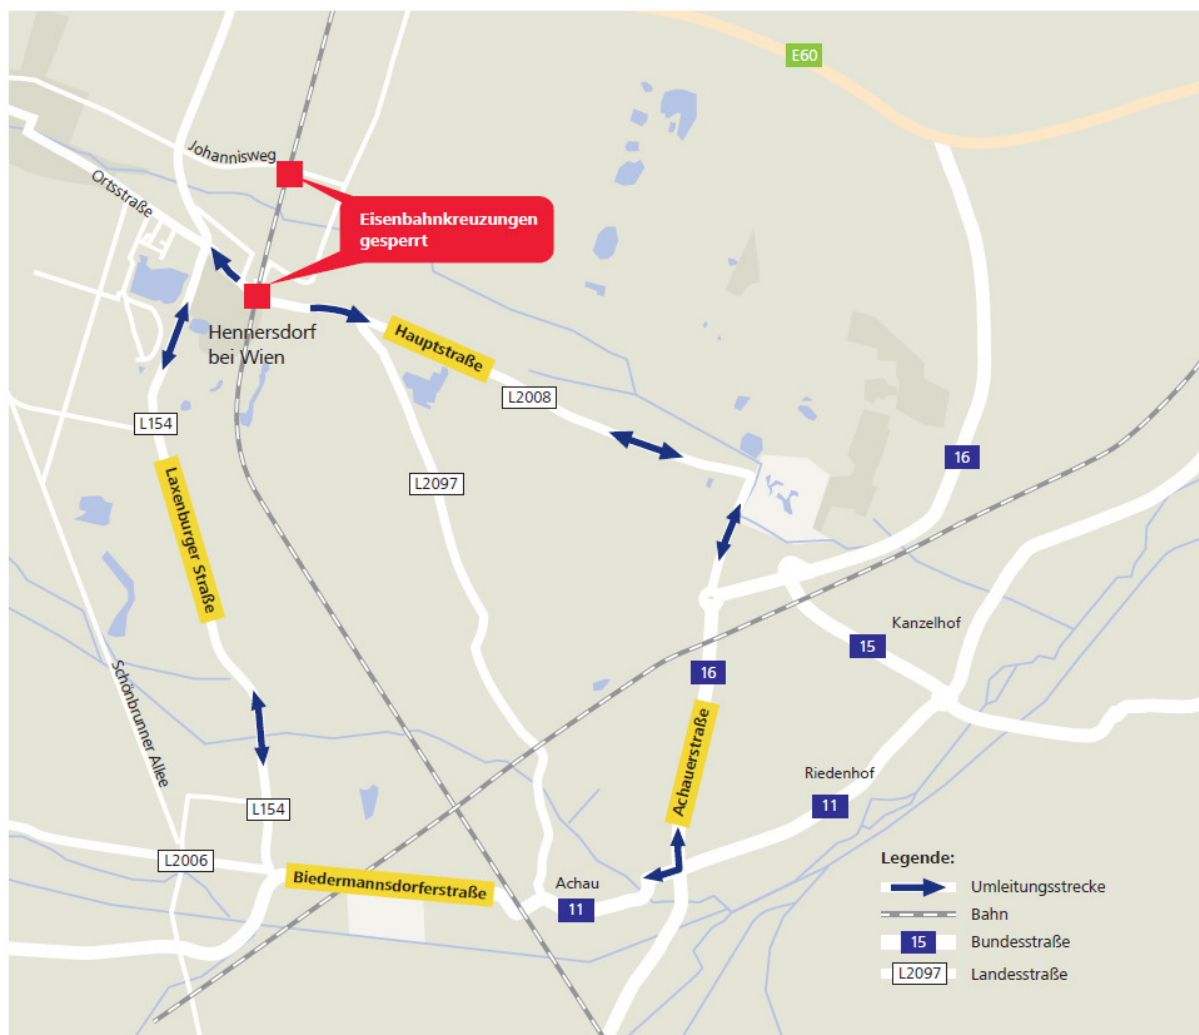 E60
Johannisweg
Ortsstraße
Eisenbahnkreuzungen
gesperrt
Hennersdorf
bei Wien
Hauptstraße
L2008
L154
16
L2097
Laxenburger Straße
Kanzelhof
15
16
Schönbrunner Allee
Achauerstraße
Riedenhof
11
L154
L2006
Biedermannsdorferstraße
Achau
11
Legende:
Umleitungsstrecke
Bahn
15 Bundesstraße
L2097 Landesstraße